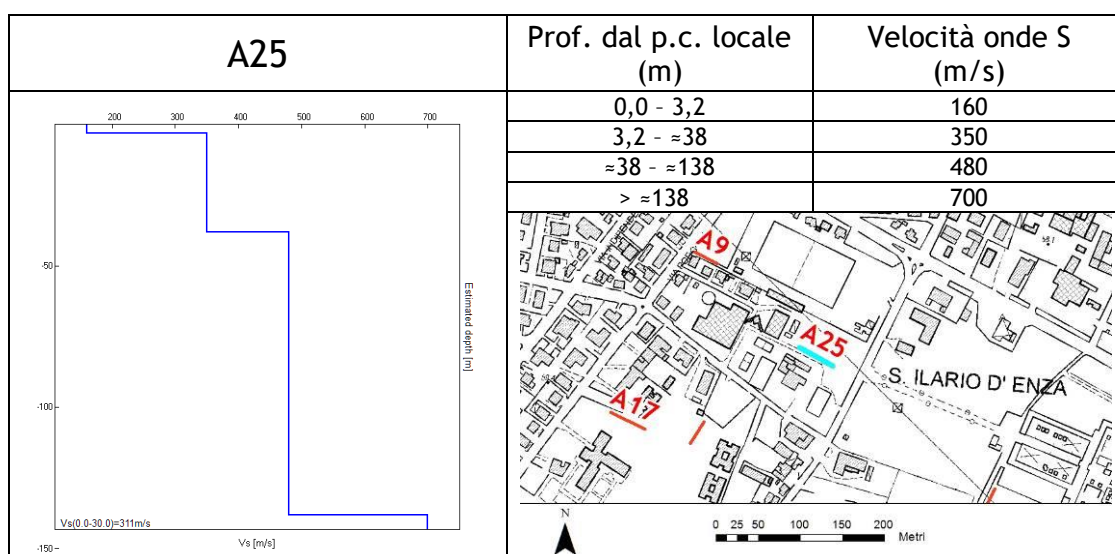 A25
Prof. dal p.c. locale
(m)
Velocità onde S
(m/s)
0,0 – 3,2
160
3,2 – ≈38
350
≈38 – ≈138
480
> ≈138
700
200
300
400
500
600
700
-50
-100
-150
Estimated depth [m]
Vs(0.0-30.0)=311m/s
Vs [m/s]
A9
A25
A17
S. ILARIO D' ENZA
N
0 25 50 100 150 200
Metri